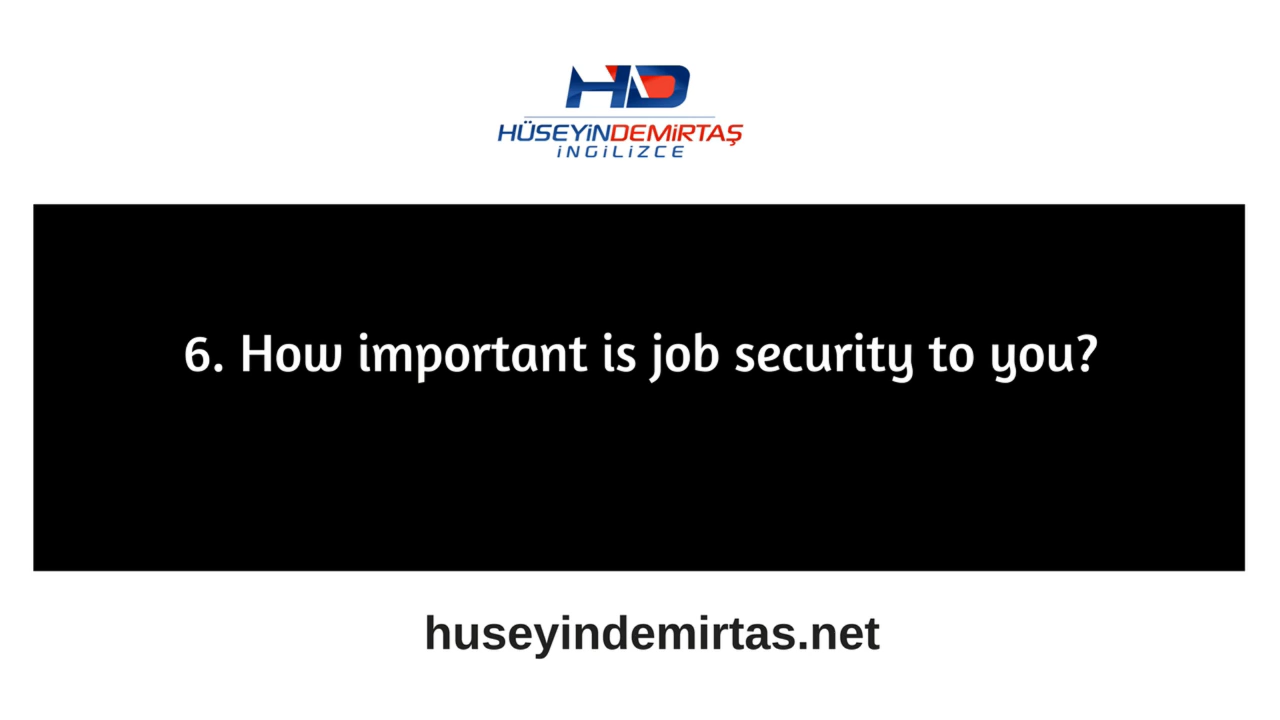 HD
HÜSEYİNDEMİRTAŞ
İNGİLİZCE
6. How important is job security to you?
huseyindemirtas.net